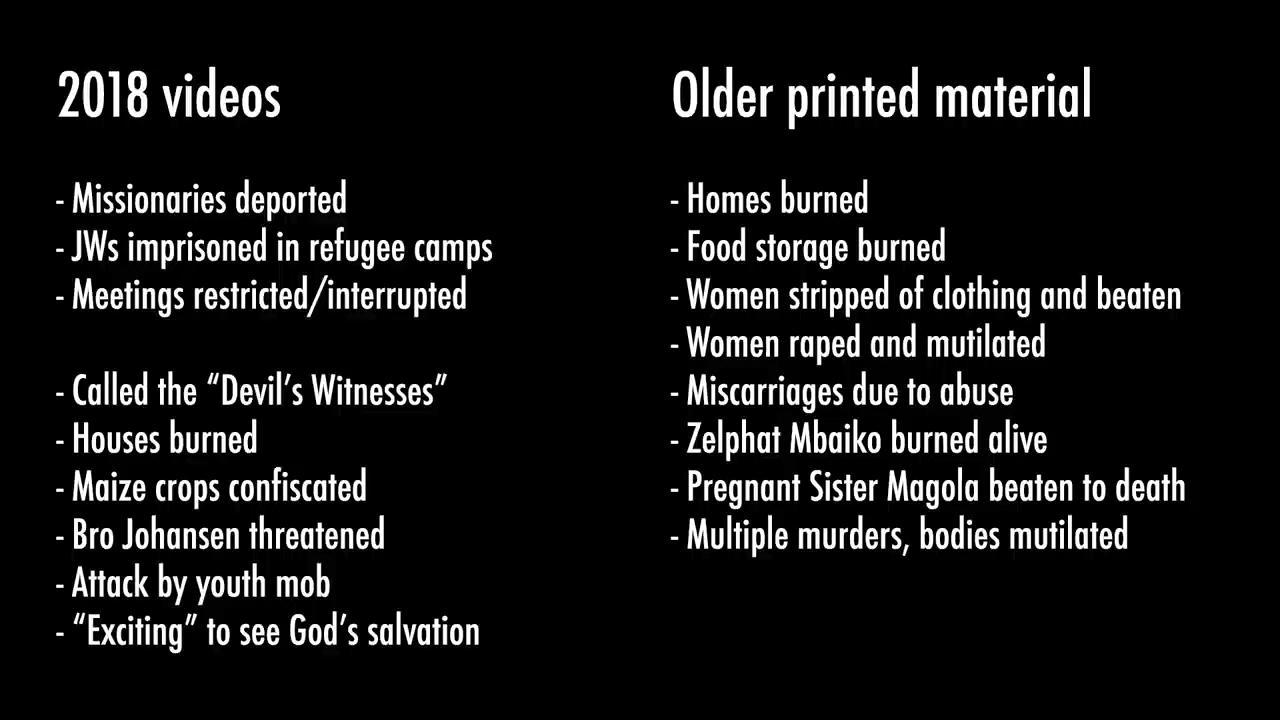 2018 videos
- Missionaries deported
- JWs imprisoned in refugee camps
- Meetings restricted/interrupted
- Called the “Devil’s Witnesses”
- Houses burned
- Maize crops confiscated
- Bro Johansen threatened
- Attack by youth mob
- “Exciting” to see God’s salvation
Older printed material
- Homes burned
- Food storage burned
- Women stripped of clothing and beaten
- Women raped and mutilated
- Miscarriages due to abuse
- Zelphat Mbaiko burned alive
- Pregnant Sister Magola beaten to death
- Multiple murders, bodies mutilated